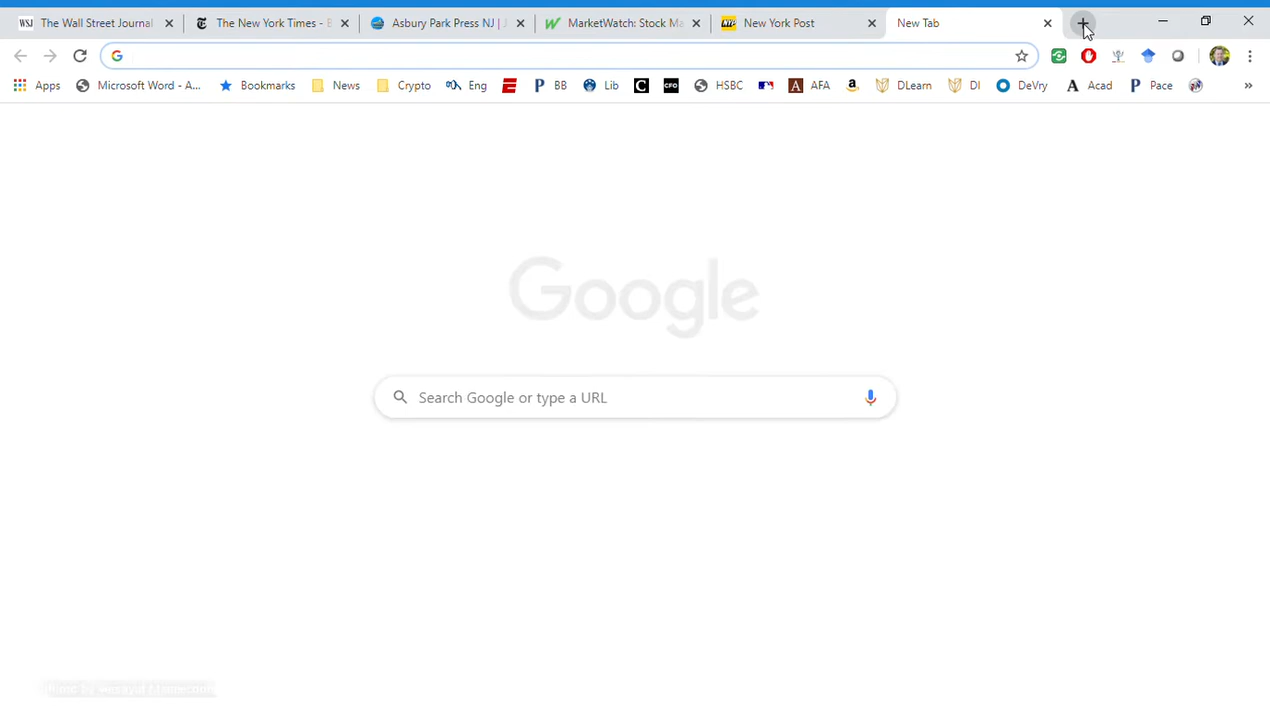 WSJ The Wall Street Journal The New York Times - B Asbury Park Press NJ | J MarketWatch: Stock Ma New York Post New Tab
Apps Microsoft Word - A... Bookmarks News Crypto Eng BB Lib C CFO HSBC AFA DLearn DI DeVry Acad Pace
Google
Search Google or type a URL